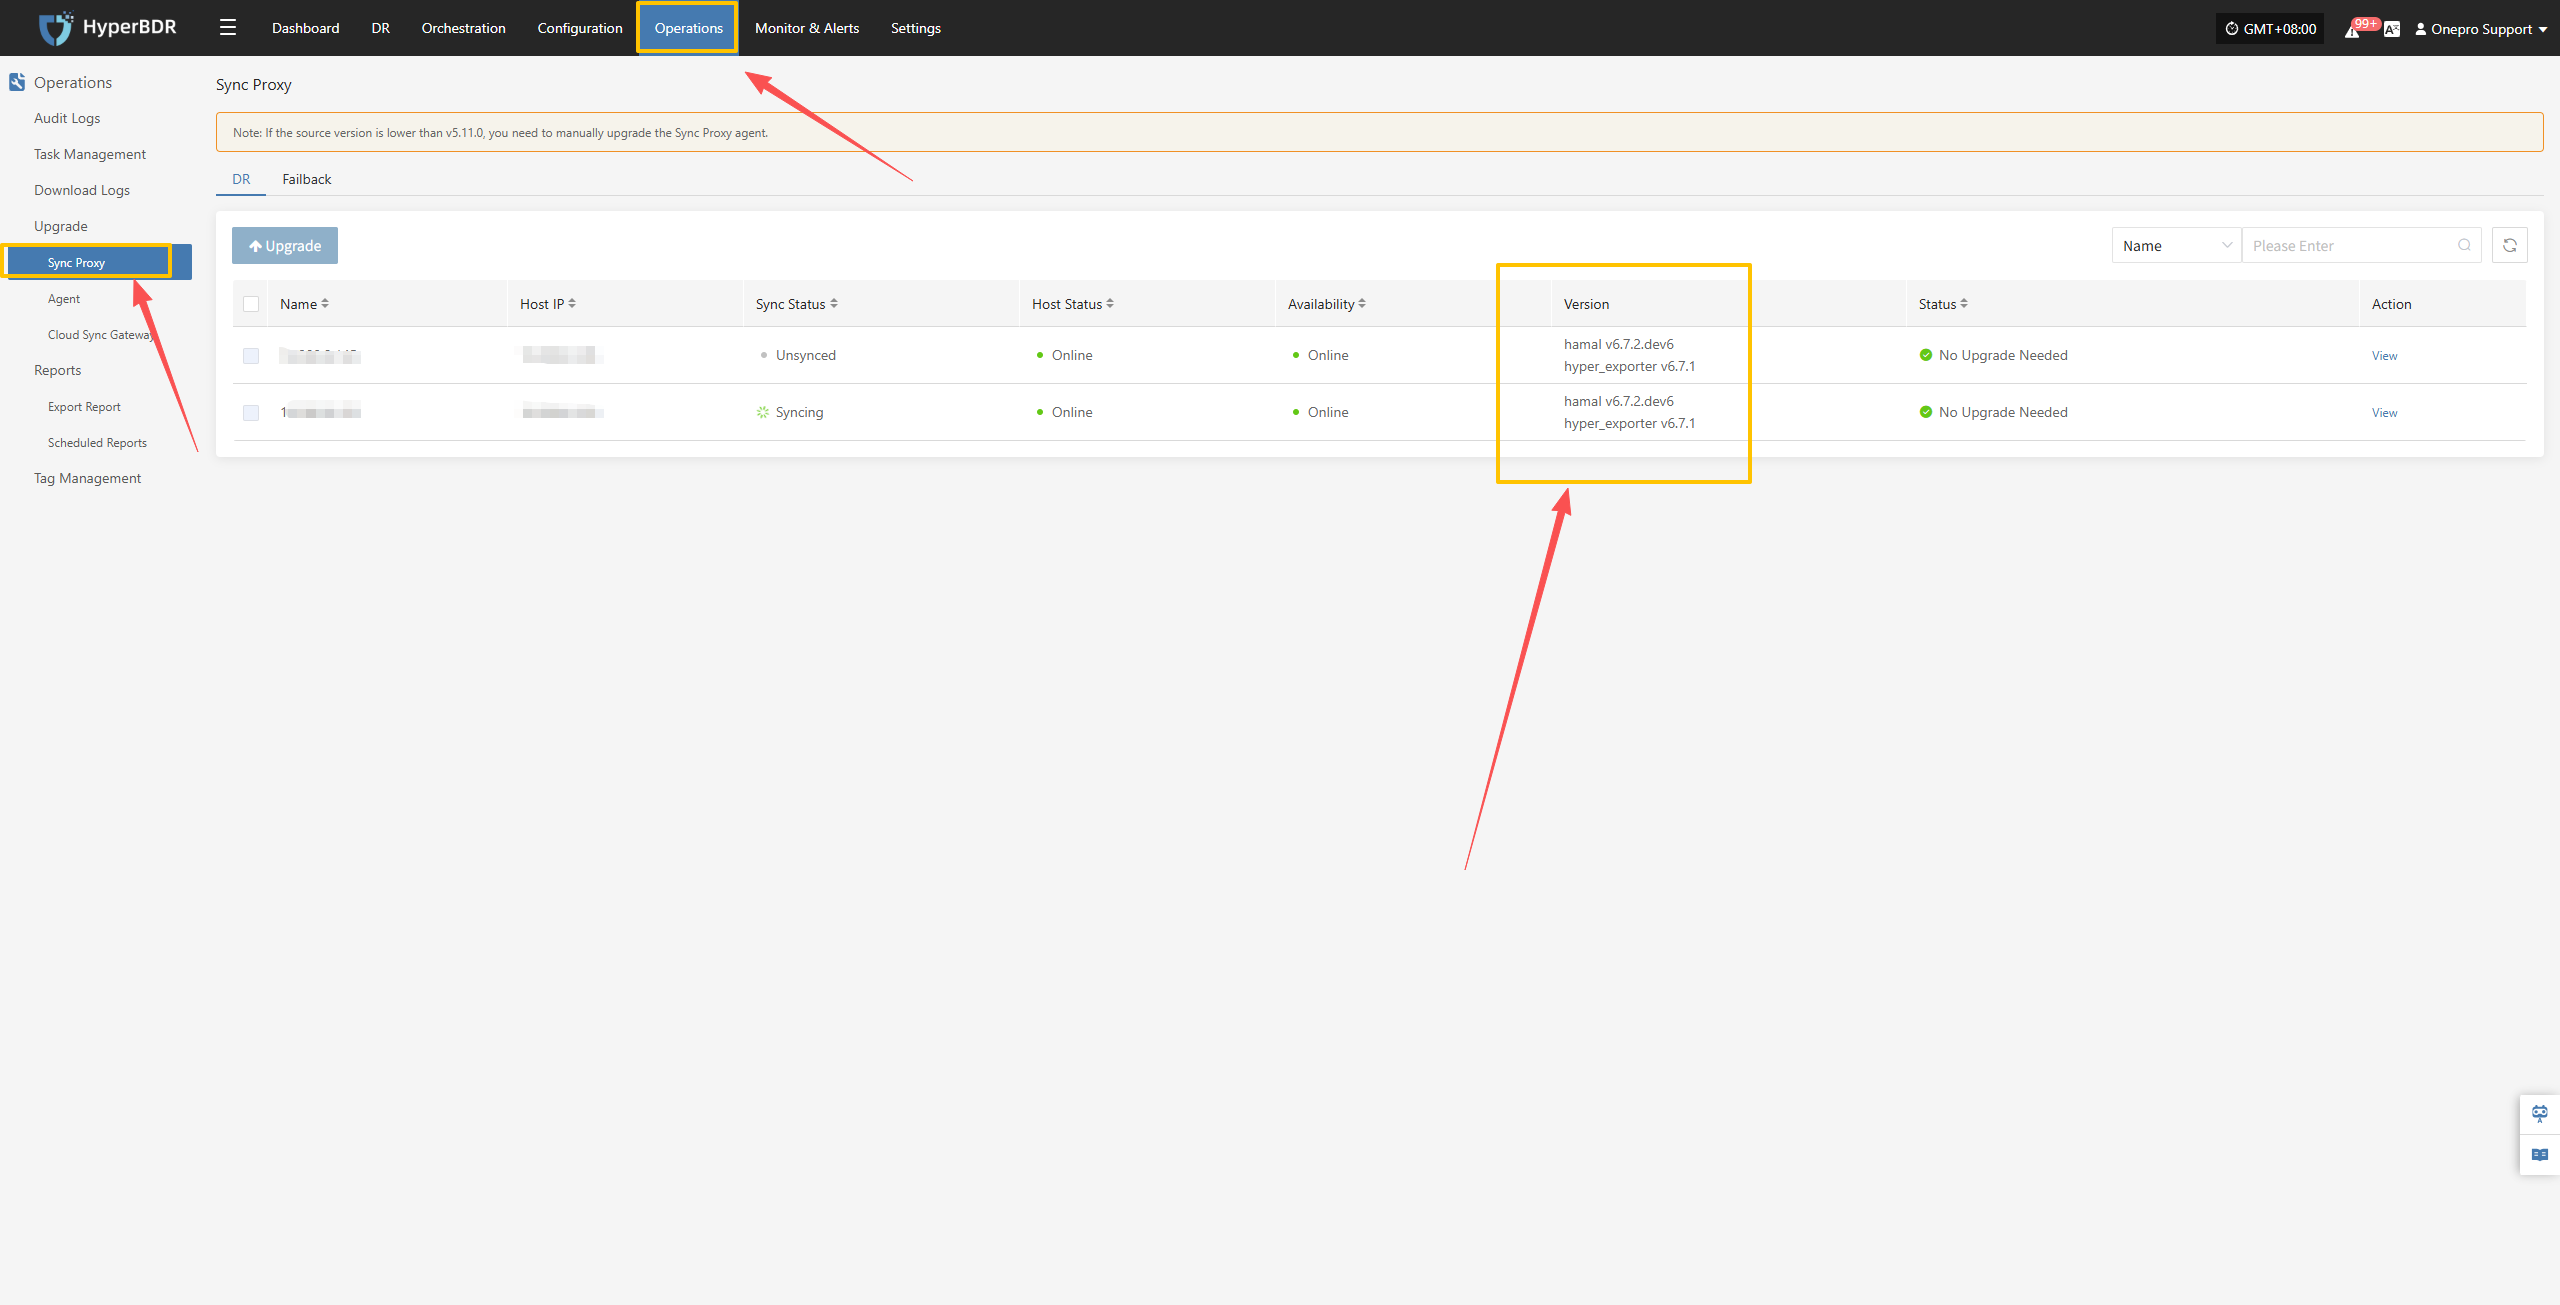 HyperBDR
Dashboard DR Orchestration Configuration Operations Monitor & Alerts Settings
GMT+08:00 99+ Onepro Support
Operations
Audit Logs
Task Management
Download Logs
Upgrade
Sync Proxy
Agent
Cloud Sync Gateway
Reports
Export Report
Scheduled Reports
Tag Management
Sync Proxy
Note: If the source version is lower than v5.11.0, you need to manually upgrade the Sync Proxy agent.
DR Failback
Upgrade
Name Please Enter
Name Host IP Sync Status Host Status Availability Version Status Action
Unsynced Online Online hamal v6.7.2.dev6 No Upgrade Needed View
hyper_exporter v6.7.1
Syncing Online Online hamal v6.7.2.dev6 No Upgrade Needed View
hyper_exporter v6.7.1